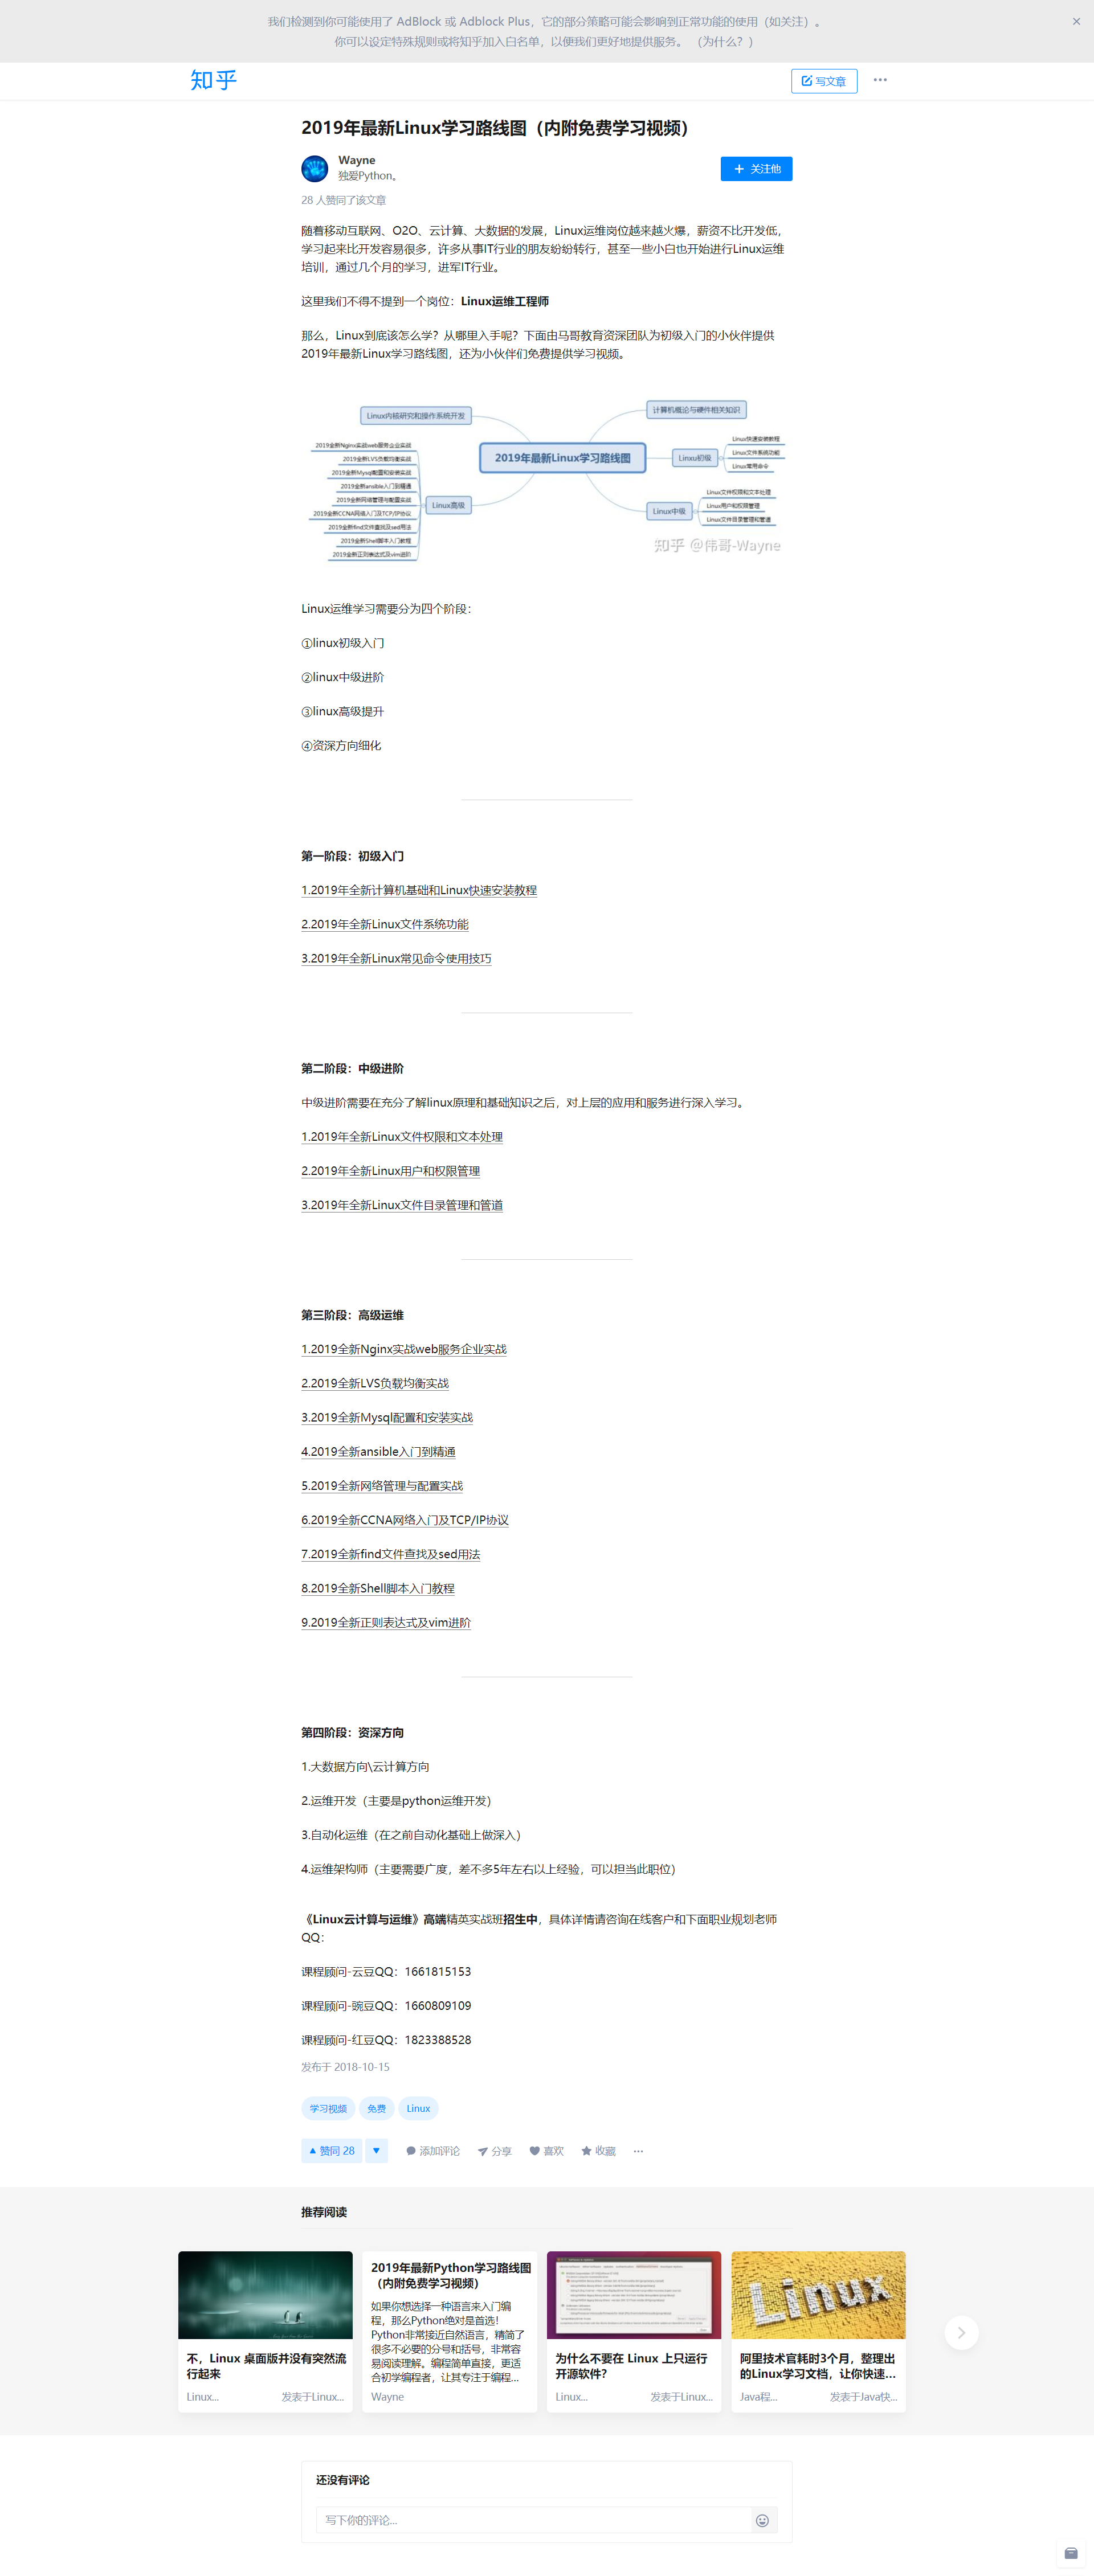 我们检测到你可能使用了 AdBlock 或 Adblock Plus，它的部分策略可能会影响到正常功能的使用（如关注）。
你可以设定特殊规则或将知乎加入白名单，以便我们更好地提供服务。 （为什么？）
知乎
写文章
2019年最新Linux学习路线图（内附免费学习视频）
Wayne
独爱Python。
关注他
28 人赞同了该文章
随着移动互联网、O2O、云计算、大数据的发展，Linux运维岗位越来越火爆，薪资不比开发低，
学习起来比开发容易很多，许多从事IT行业的朋友纷纷转行，甚至一些小白也开始进行Linux运维
培训，通过几个月的学习，进军IT行业。
这里我们不得不提到一个岗位：Linux运维工程师
那么，Linux到底该怎么学？从哪里入手呢？下面由马哥教育资深团队为初级入门的小伙伴提供
2019年最新Linux学习路线图，还为小伙伴们免费提供学习视频。
Linux内核研究和操作系统开发
2019全新Nginx实战web服务企业实战
2019全新LVS负载均衡实战
2019全新Mysql配置和安装实战
2019全新ansible入门到精通
2019全新网络管理与配置实战
2019全新CCNA网络入门及TCP/IP协议
2019全新find文件查找及sed用法
2019全新Shell脚本入门教程
2019全新正则表达式及vim进阶
Linux高级
2019年最新Linux学习路线图
计算机概论与硬件相关知识
Linxu初级
Linux快速安装教程
Linux文件系统功能
Linux常用命令
Linux中级
Linux文件权限和文本处理
Linux用户和权限管理
Linux文件目录管理和管道
知乎 @伟哥-Wayne
Linux运维学习需要分为四个阶段：
①linux初级入门
②linux中级进阶
③linux高级提升
④资深方向细化
第一阶段：初级入门
1.2019年全新计算机基础和Linux快速安装教程
2.2019年全新Linux文件系统功能
3.2019年全新Linux常见命令使用技巧
第二阶段：中级进阶
中级进阶需要在充分了解linux原理和基础知识之后，对上层的应用和服务进行深入学习。
1.2019年全新Linux文件权限和文本处理
2.2019年全新Linux用户和权限管理
3.2019年全新Linux文件目录管理和管道
第三阶段：高级运维
1.2019全新Nginx实战web服务企业实战
2.2019全新LVS负载均衡实战
3.2019全新Mysql配置和安装实战
4.2019全新ansible入门到精通
5.2019全新网络管理与配置实战
6.2019全新CCNA网络入门及TCP/IP协议
7.2019全新find文件查找及sed用法
8.2019全新Shell脚本入门教程
9.2019全新正则表达式及vim进阶
第四阶段：资深方向
1.大数据方向\云计算方向
2.运维开发（主要是python运维开发）
3.自动化运维（在之前自动化基础上做深入）
4.运维架构师（主要需要广度，差不多5年左右以上经验，可以担当此职位）
《Linux云计算与运维》高端精英实战班招生中，具体详情请咨询在线客户和下面职业规划老师
QQ：
课程顾问-云豆QQ：1661815153
课程顾问-豌豆QQ：1660809109
课程顾问-红豆QQ：1823388528
发布于 2018-10-15
学习视频
免费
Linux
赞同 28
添加评论
分享
喜欢
收藏
推荐阅读
不，Linux 桌面版并没有突然流
行起来
Linux...
发表于Linux...
2019年最新Python学习路线图
（内附免费学习视频）
如果你想选择一种语言来入门编
程，那么Python绝对是首选！
Python非常接近自然语言，精简了
很多不必要的分号和括号，非常容
易阅读理解。编程简单直接，更适
合初学编程者，让其专注于编程...
Wayne
为什么不要在 Linux 上只运行
开源软件？
Linux...
发表于Linux...
Linux
阿里技术官耗时3个月，整理出
的Linux学习文档，让你快速...
Java程...
发表于Java快...
还没有评论
写下你的评论...